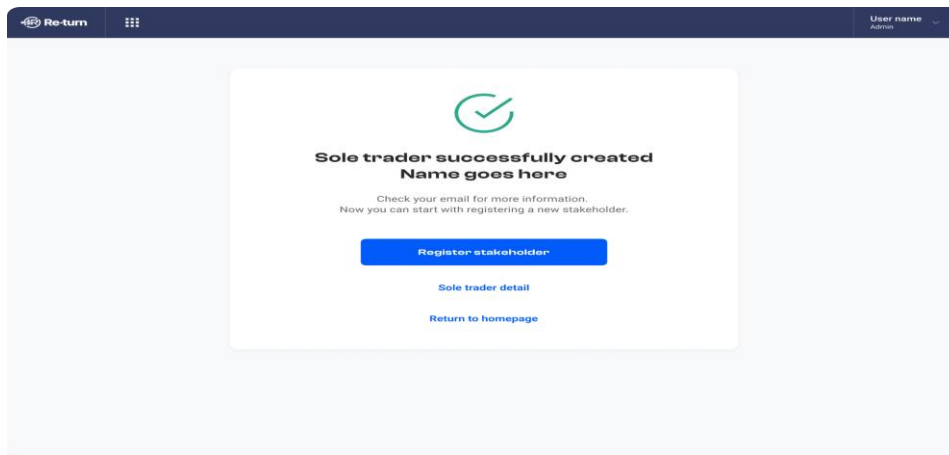 Re-turn
User name
Admin
Sole trader successfully created
Name goes here
Check your email for more information.
Now you can start with registering a new stakeholder.
Register stakeholder
Sole trader detail
Return to homepage